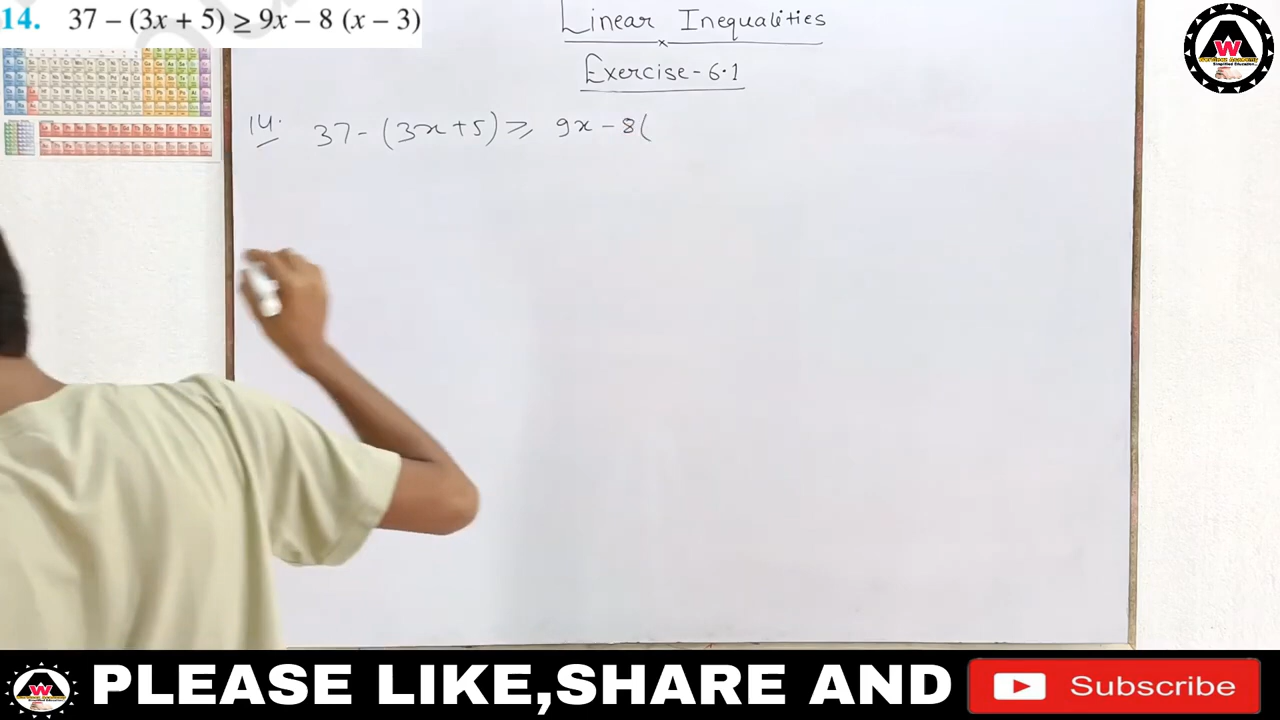 14. 37 – (3x + 5) ≥ 9x – 8 (x – 3)
Linear Inequalities
Exercise-6.1
14. 37-(3x+5) ≥ 9x-8(
PLEASE LIKE,SHARE AND
Subscribe